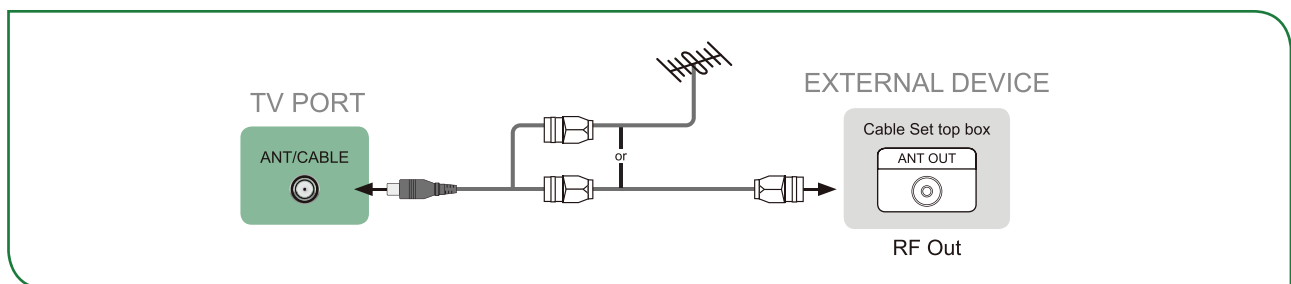 TV PORT
ANT/CABLE
or
EXTERNAL DEVICE
Cable Set top box
ANT OUT
RF Out